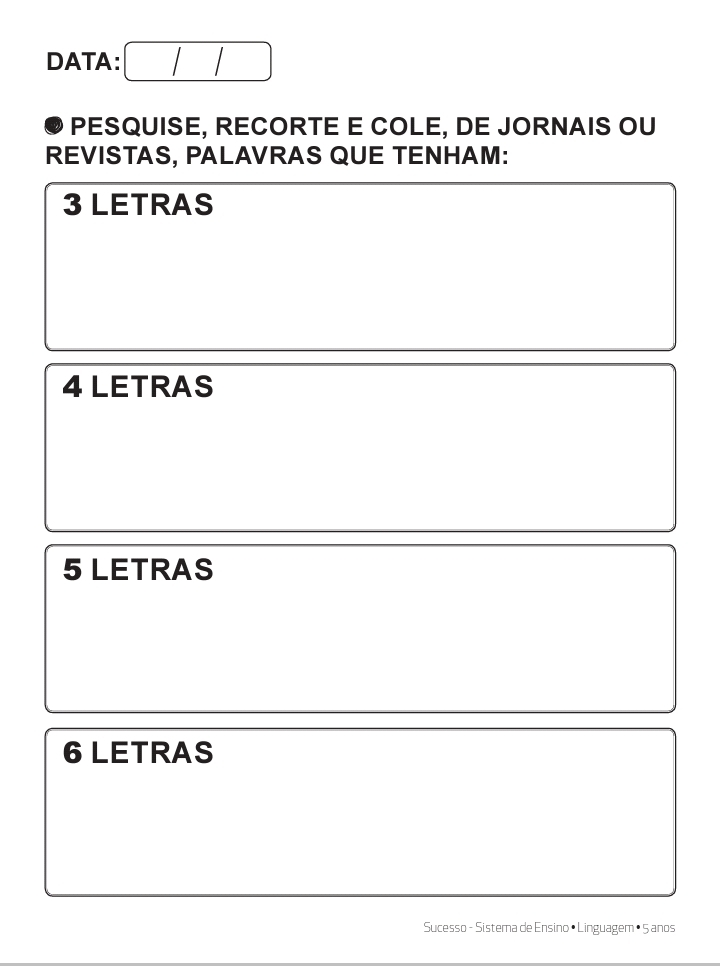 DATA: / /
PESQUISE, RECORTE E COLE, DE JORNAIS OU
REVISTAS, PALAVRAS QUE TENHAM:
3 LETRAS
4 LETRAS
5 LETRAS
6 LETRAS
Sucesso - Sistema de Ensino • Linguagem • 5 anos